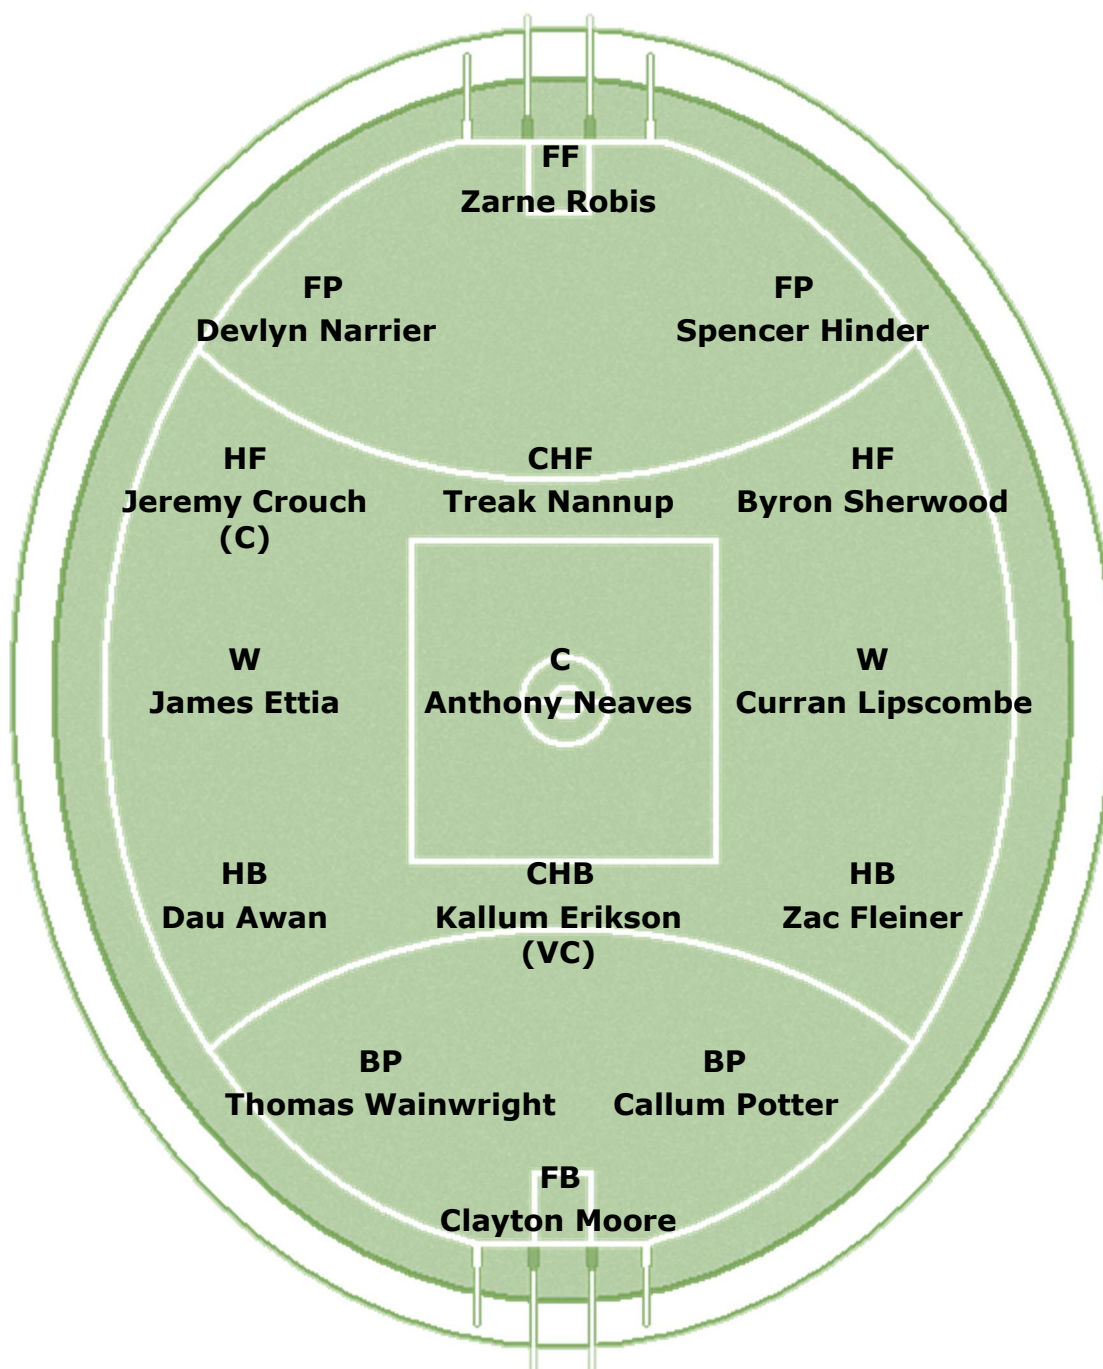 FF
Zarne Robis
FP
Devlyn Narrier
FP
Spencer Hinder
HF
Jeremy Crouch
(C)
CHF
Treak Nannup
HF
Byron Sherwood
W
James Ettia
C
Anthony Neaves
W
Curran Lipscombe
HB
Dau Awan
CHB
Kallum Erikson
(VC)
HB
Zac Fleiner
BP
Thomas Wainwright
BP
Callum Potter
FB
Clayton Moore